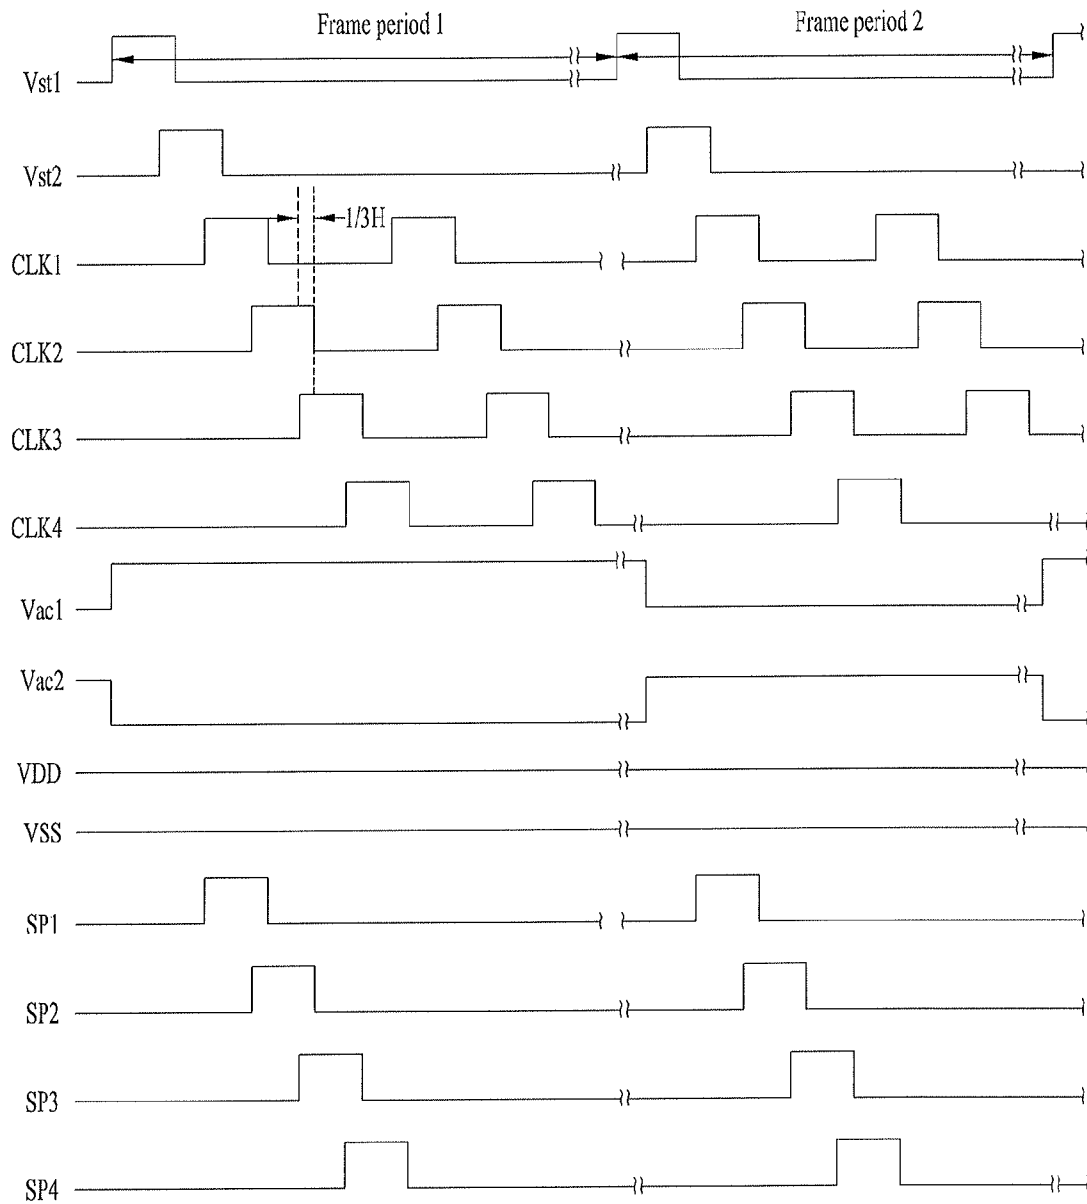 Frame period 1
Frame period 2
Vst1
Vst2
1/3H
CLK1
CLK2
CLK3
CLK4
Vac1
Vac2
VDD
VSS
SP1
SP2
SP3
SP4